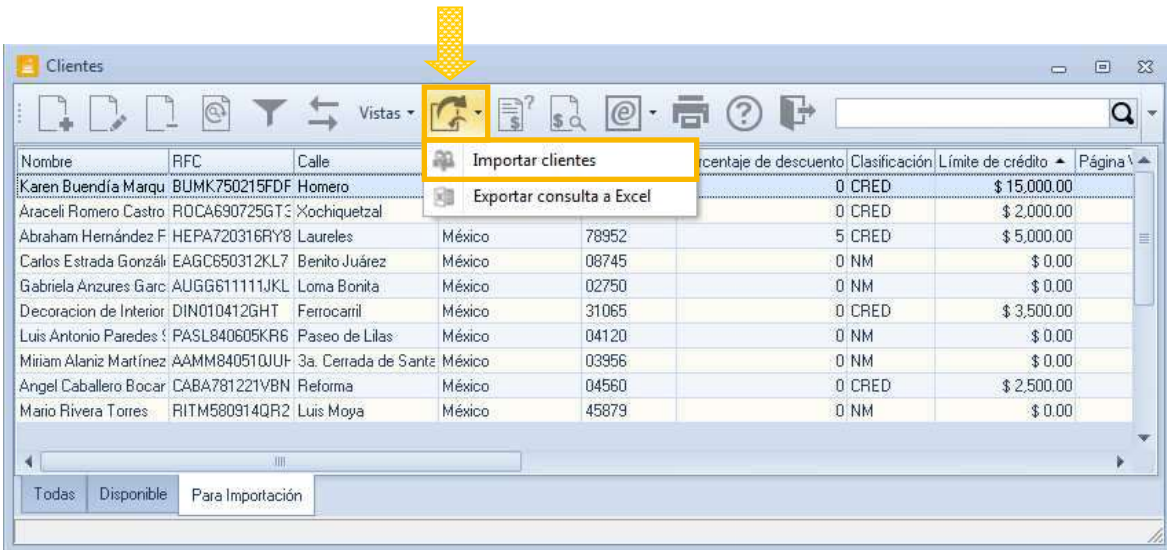 Clientes
Vistas
Importar clientes
Exportar consulta a Excel
Nombre RFC Calle rcentaje de descuento Clasificación Límite de crédito Página
Karen Buendía Marqu BUMK750215FDF Homero 0 CRED $ 15,000.00
Araceli Romero Castro ROCA690725GT3 Xochiquetzal 0 CRED $ 2,000.00
Abraham Hernández F HEPA720316RY8 Laureles México 78952 5 CRED $ 5,000.00
Carlos Estrada Gonzál EAGC650312KL7 Benito Juárez México 08745 0 NM $ 0.00
Gabriela Anzures Garc AUGG611111JKL Loma Bonita México 02750 0 NM $ 0.00
Decoracion de Interior DIN010412GHT Ferrocarril México 31065 0 CRED $ 3,500.00
Luis Antonio Paredes PASL840605KR6 Paseo de Lilas México 04120 0 NM $ 0.00
Miriam Alaniz Martínez AAMM840510JUH 3a. Cerrada de Santa México 03956 0 NM $ 0.00
Angel Caballero Bocar CABA781221VBN Reforma México 04560 0 CRED $ 2,500.00
Mario Rivera Torres RITM580914QR2 Luis Moya México 45879 0 NM $ 0.00
Todas Disponible Para Importación